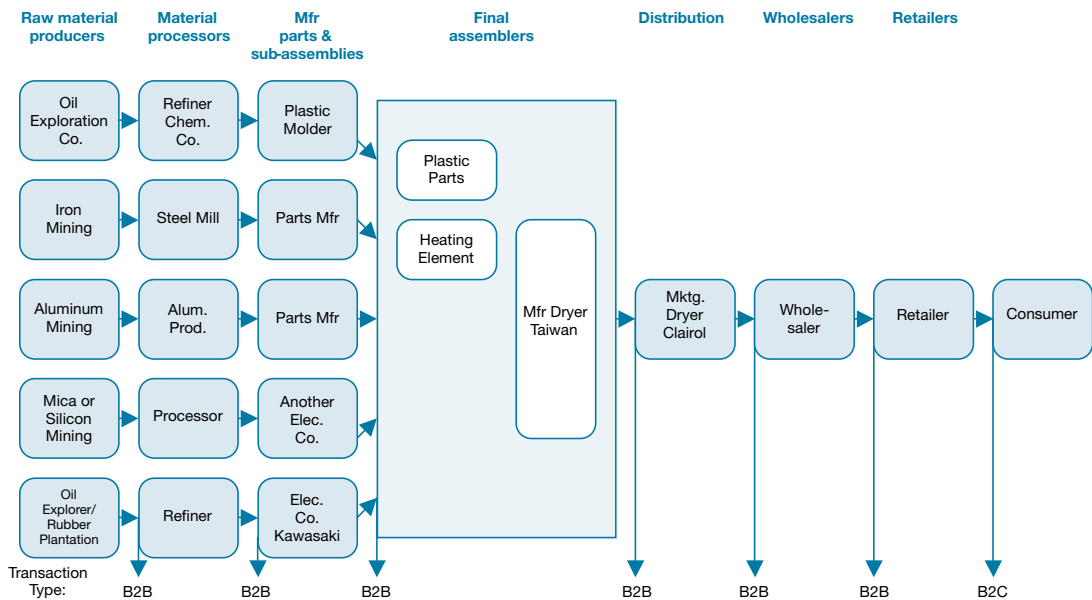 Raw material
producers
Material
processors
Mfr
parts &
sub-assemblies
Final
assemblers
Distribution
Wholesalers
Retailers
Oil
Exploration
Co.
Refiner
Chem.
Co.
Plastic
Molder
Plastic
Parts
Iron
Mining
Steel Mill
Parts Mfr
Heating
Element
Aluminum
Mining
Alum.
Prod.
Parts Mfr
Mfr Dryer
Taiwan
Mktg.
Dryer
Clairol
Whole-
saler
Retailer
Consumer
Mica or
Silicon
Mining
Processor
Another
Elec.
Co.
Oil
Explorer/
Rubber
Plantation
Refiner
Elec.
Co.
Kawasaki
Transaction
Type:
B2B
B2B
B2B
B2B
B2B
B2B
B2C